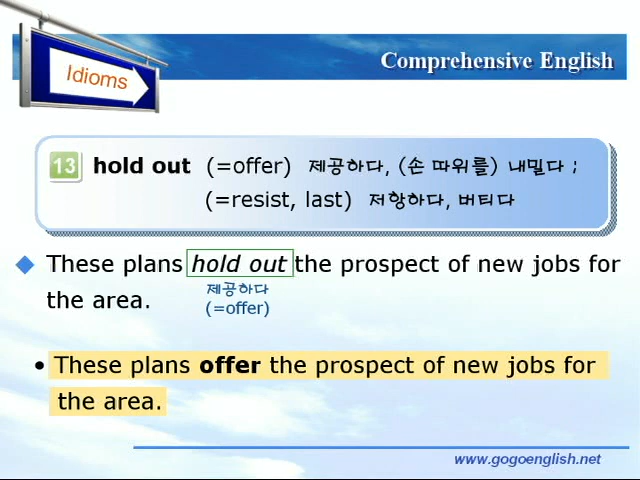 Idioms
Comprehensive English
13 hold out (=offer) 제공하다, (손 따위를) 내밀다 ;
(=resist, last) 저항하다, 버티다
These plans hold out the prospect of new jobs for
제공하다
the area.
(=offer)
• These plans offer the prospect of new jobs for
the area.
www.gogoenglish.net